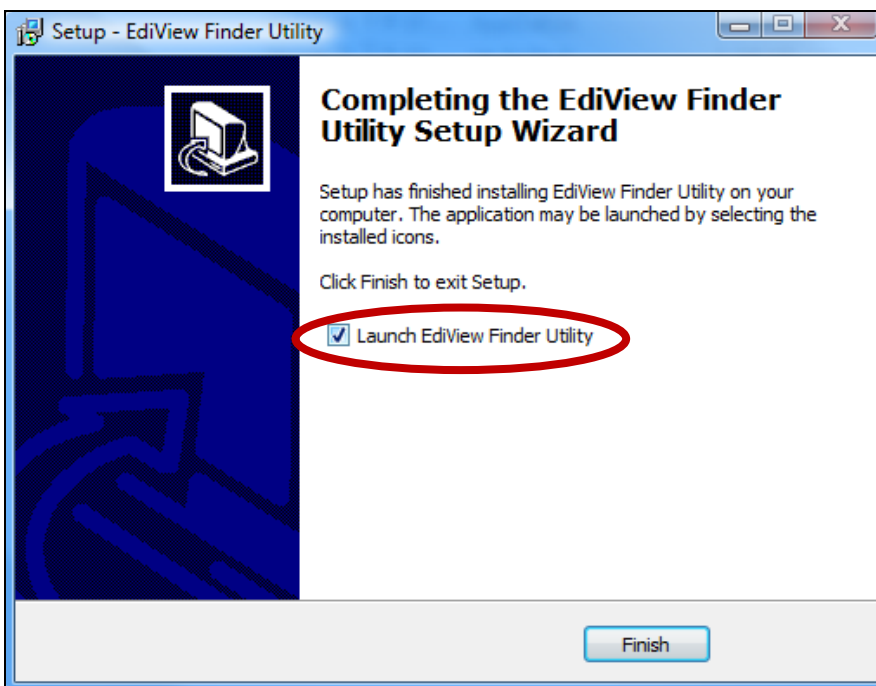 Setup - EdiView Finder Utility
Completing the EdiView Finder
Utility Setup Wizard
Setup has finished installing EdiView Finder Utility on your
computer. The application may be launched by selecting the
installed icons.
Click Finish to exit Setup.
Launch EdiView Finder Utility
Finish